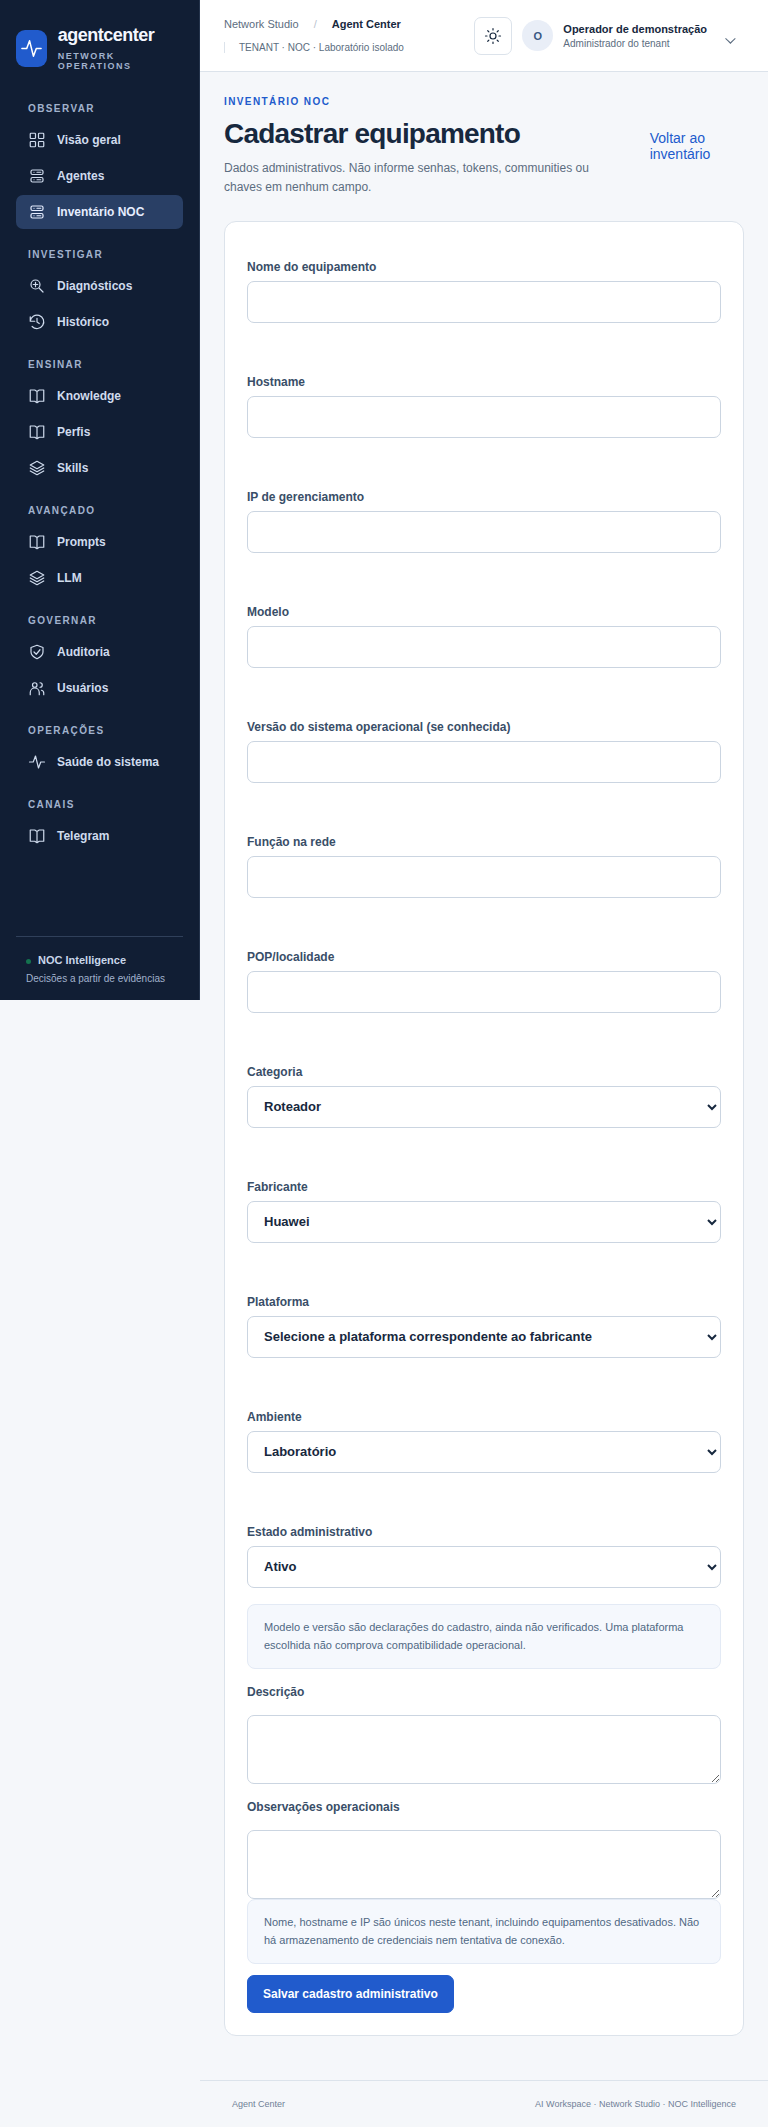 agentcenter
NETWORK
OPERATIONS
OBSERVAR
Visão geral
Agentes
Inventário NOC
INVESTIGAR
Diagnósticos
Histórico
ENSINAR
Knowledge
Perfis
Skills
AVANÇADO
Prompts
LLM
GOVERNAR
Auditoria
Usuários
OPERAÇÕES
Saúde do sistema
CANAIS
Telegram
NOC Intelligence
Decisões a partir de evidências
Network Studio / Agent Center
TENANT · NOC · Laboratório isolado
O
Operador de demonstração
Administrador do tenant
INVENTÁRIO NOC
Cadastrar equipamento
Dados administrativos. Não informe senhas, tokens, communities ou
chaves em nenhum campo.
Voltar ao
inventário
Nome do equipamento
Hostname
IP de gerenciamento
Modelo
Versão do sistema operacional (se conhecida)
Função na rede
POP/localidade
Categoria
Roteador
Fabricante
Huawei
Plataforma
Selecione a plataforma correspondente ao fabricante
Ambiente
Laboratório
Estado administrativo
Ativo
Modelo e versão são declarações do cadastro, ainda não verificados. Uma plataforma
escolhida não comprova compatibilidade operacional.
Descrição
Observações operacionais
Nome, hostname e IP são únicos neste tenant, incluindo equipamentos desativados. Não
há armazenamento de credenciais nem tentativa de conexão.
Salvar cadastro administrativo
Agent Center
AI Workspace · Network Studio · NOC Intelligence